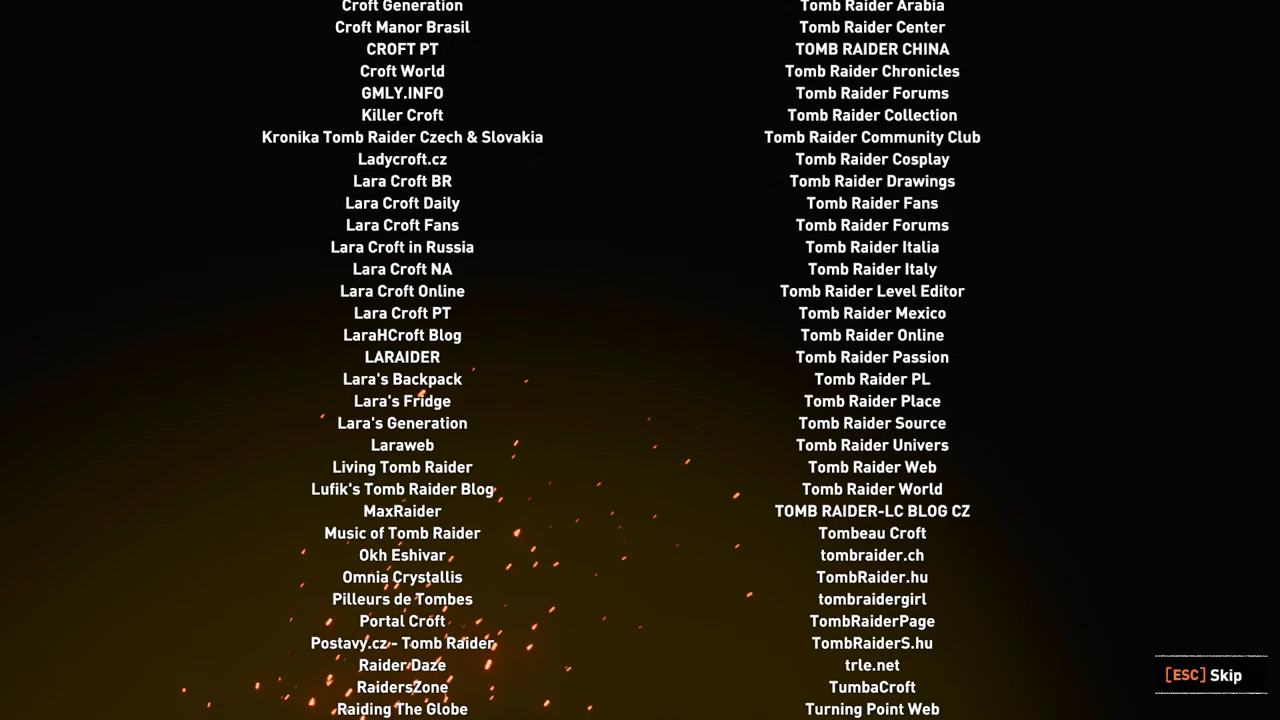 Croft Generation
Croft Manor Brasil
CROFT PT
Croft World
GMLY.INFO
Killer Croft
Kronika Tomb Raider Czech & Slovakia
Ladycroft.cz
Lara Croft BR
Lara Croft Daily
Lara Croft Fans
Lara Croft in Russia
Lara Croft NA
Lara Croft Online
Lara Croft PT
LaraHCroft Blog
LARAIDER
Lara's Backpack
Lara's Fridge
Lara's Generation
Laraweb
Living Tomb Raider
Lufik's Tomb Raider Blog
MaxRaider
Music of Tomb Raider
Okh Eshivar
Omnia Crystallis
Pilleurs de Tombes
Portal Croft
Postavy.cz - Tomb Raider
Raider Daze
RaidersZone
Raiding The Globe
Tomb Raider Arabia
Tomb Raider Center
TOMB RAIDER CHINA
Tomb Raider Chronicles
Tomb Raider Forums
Tomb Raider Collection
Tomb Raider Community Club
Tomb Raider Cosplay
Tomb Raider Drawings
Tomb Raider Fans
Tomb Raider Forums
Tomb Raider Italia
Tomb Raider Italy
Tomb Raider Level Editor
Tomb Raider Mexico
Tomb Raider Online
Tomb Raider Passion
Tomb Raider PL
Tomb Raider Place
Tomb Raider Source
Tomb Raider Univers
Tomb Raider Web
Tomb Raider World
TOMB RAIDER-LC BLOG CZ
Tombeau Croft
tombraider.ch
TombRaider.hu
tombraidergirl
TombRaiderPage
TombRaiderS.hu
trle.net
TumbaCroft
Turning Point Web
[ESC] Skip